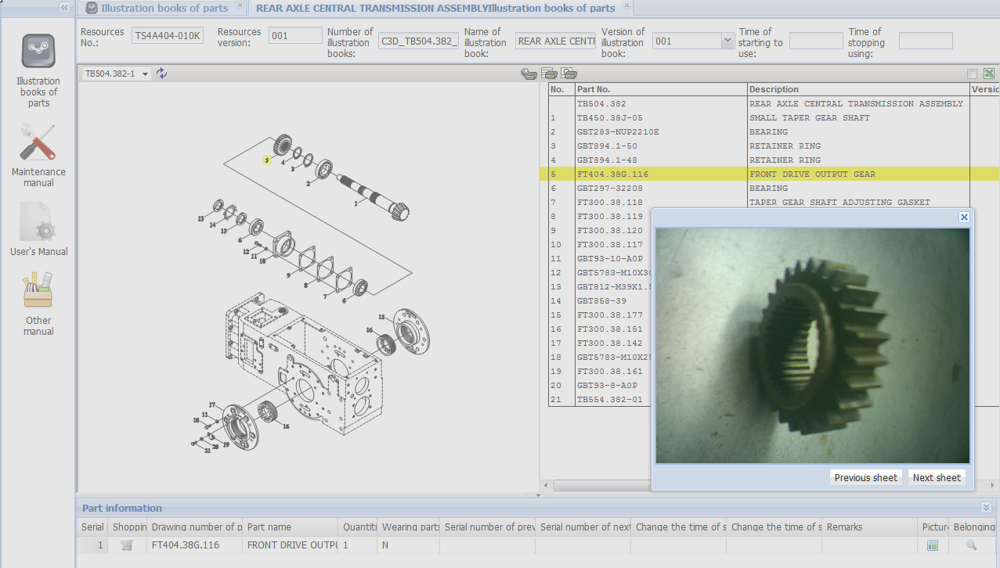 Illustration books of parts
REAR AXLE CENTRAL TRANSMISSION ASSEMBLYIllustration books of parts
Resources No.:
TS4A404-010K
Resources version:
001
Number of illustration books:
C3D_TB504.382_
Name of illustration book:
REAR AXLE CENTR
Version of illustration book:
001
Time of starting to use:
Time of stopping using:
Illustration books of parts
Maintenance manual
User's Manual
Other manual
TB504.382-1
5
4
3
2
1
13
14
13
6
12
11
10
9
8
7
6
15
16
17
11
18
16
19
20
21
No. Part No. Description Versio
TB504.382 REAR AXLE CENTRAL TRANSMISSION ASSEMBLY
1 TB450.38J-05 SMALL TAPER GEAR SHAFT
2 GBT283-NUP2210E BEARING
3 GBT894.1-50 RETAINER RING
4 GBT894.1-48 RETAINER RING
5 FT404.38G.116 FRONT DRIVE OUTPUT GEAR
6 GBT297-32208 BEARING
7 FT300.38.118 TAPER GEAR SHAFT ADJUSTING GASKET
8 FT300.38.119
9 FT300.38.120
10 FT300.38.117
11 GBT93-10-A0P
12 GBT5783-M10X30
13 GBT812-M39X1.5
14 GBT858-39
15 FT300.38.177
16 FT300.38.151
17 FT300.38.142
18 GBT5783-M10X25
19 FT300.38.161
20 GBT93-8-A0P
21 TB554.382-01
Previous sheet Next sheet
Part information
Serial Shoppin Drawing number of p Part name Quantiti Wearing parts Serial number of prev Serial number of next Change the time of s Change the time of s Remarks Picture Belonging
1 FT404.38G.116 FRONT DRIVE OUTPU 1 N